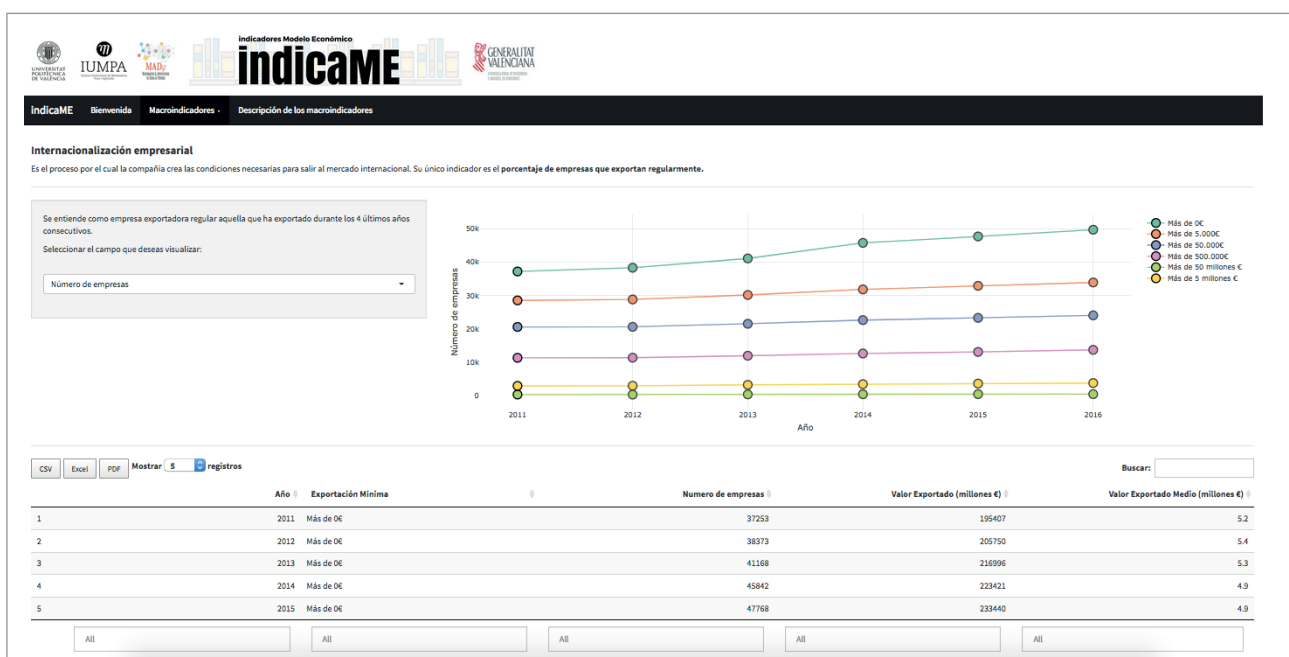 indicadores Modelo Económico
indicaME
UNIVERSITAT
POLITÈCNICA
DE VALÈNCIA
IUMPA
MAD
GENERALITAT
VALENCIANA
indicaME Bienvenida Macroindicadores Descripción de los macroindicadores
Internacionalización empresarial
Es el proceso por el cual la compañia crea las condiciones necesarias para salir al mercado internacional. Su único indicador es el porcentaje de empresas que exportan regularmente.
Se entiende como empresa exportadora regular aquella que ha exportado durante los 4 últimos años
consecutivos.
Seleccionar el campo que deseas visualizar:
Número de empresas
Número de empresas
50k
40k
30k
20k
10k
0
2011 2012 2013 2014 2015 2016
Año
Más de 0€
Más de 5.000€
Más de 50.000€
Más de 500.000€
Más de 50 millones €
Más de 5 millones €
CSV Excel PDF Mostrar 5 registros Buscar:
Año Exportación Minima Numero de empresas Valor Exportado (millones €) Valor Exportado Medio (millones €)
1 2011 Más de 0€ 37253 195407 5.2
2 2012 Más de 0€ 38373 205750 5.4
3 2013 Más de 0€ 41168 216996 5.3
4 2014 Más de 0€ 45842 223421 4.9
5 2015 Más de 0€ 47768 233440 4.9
All All All All All